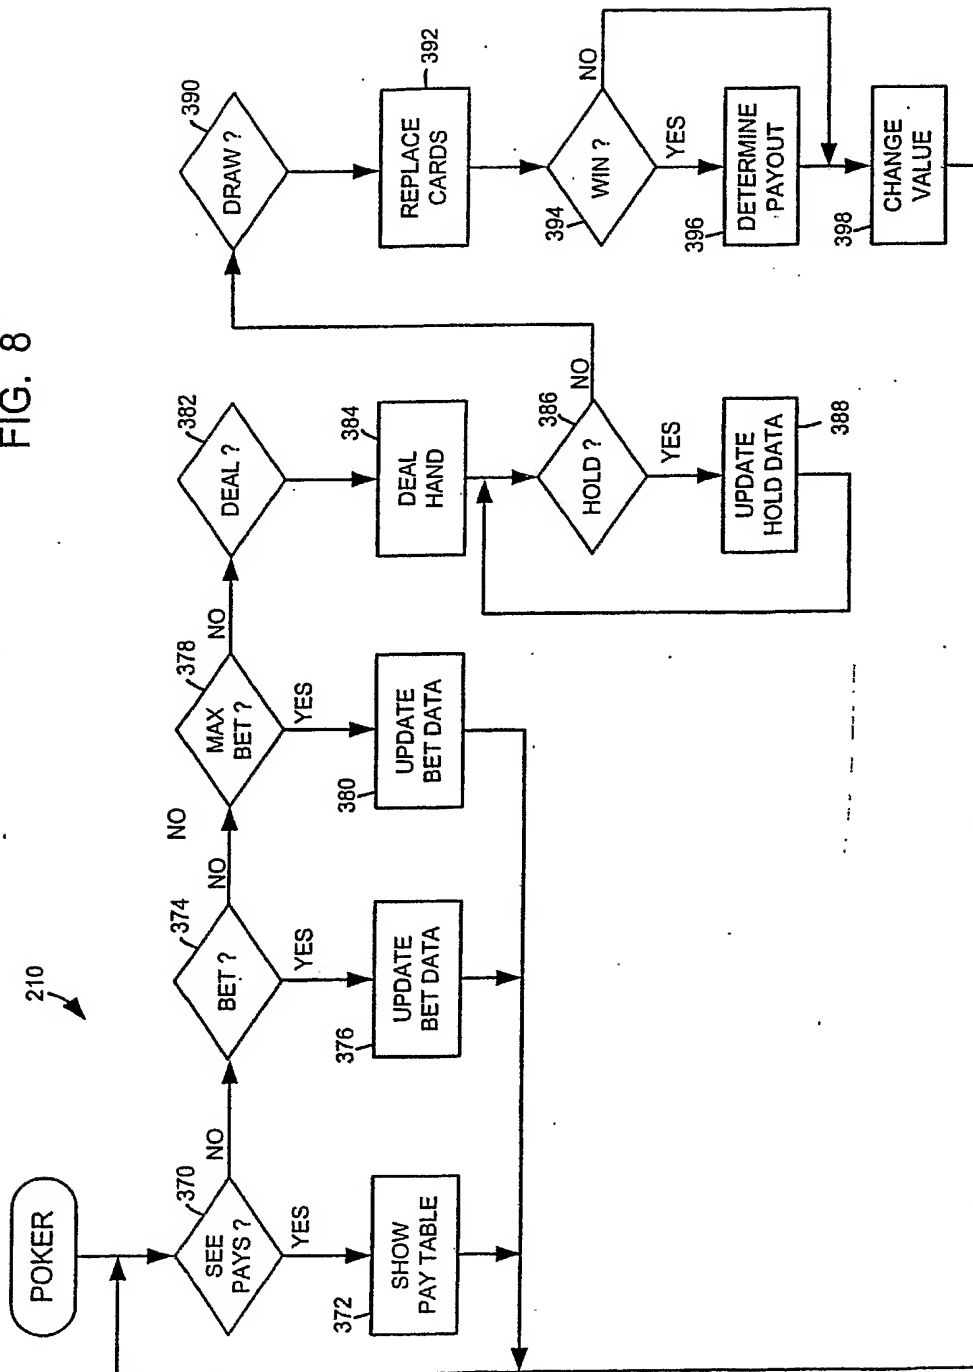 FIG. 8
210
POKER
370
SEE
PAYS ?
NO
YES
372
SHOW
PAY TABLE
374
BET ?
NO
NO
YES
376
UPDATE
BET DATA
378
MAX
BET ?
NO
YES
380
UPDATE
BET DATA
382
DEAL ?
384
DEAL
HAND
386
HOLD ?
NO
YES
388
UPDATE
HOLD DATA
390
DRAW ?
392
REPLACE
CARDS
394
WIN ?
NO
YES
396
DETERMINE
PAYOUT
398
CHANGE
VALUE